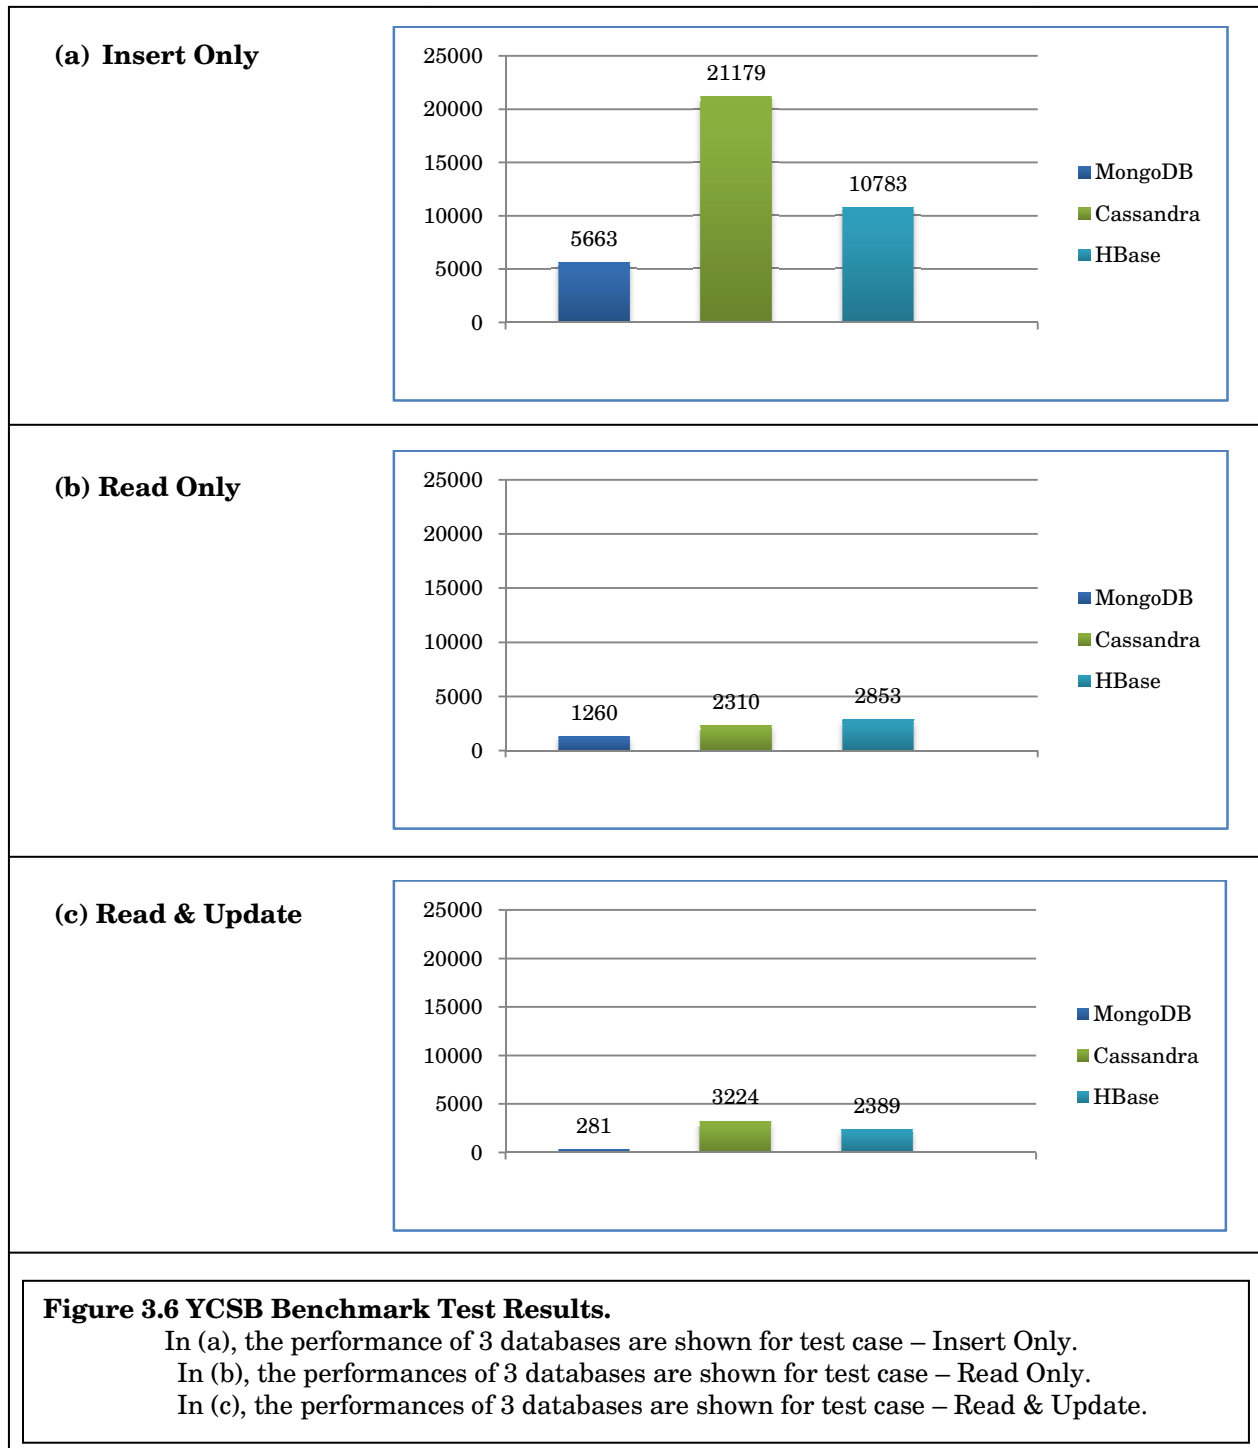 (a) Insert Only
25000
20000
15000
10000
5000
0
5663
21179
10783
MongoDB
Cassandra
HBase
(b) Read Only
25000
20000
15000
10000
5000
0
1260
2310
2853
MongoDB
Cassandra
HBase
(c) Read & Update
25000
20000
15000
10000
5000
0
281
3224
2389
MongoDB
Cassandra
HBase
Figure 3.6 YCSB Benchmark Test Results.
In (a), the performance of 3 databases are shown for test case – Insert Only.
In (b), the performances of 3 databases are shown for test case – Read Only.
In (c), the performances of 3 databases are shown for test case – Read & Update.